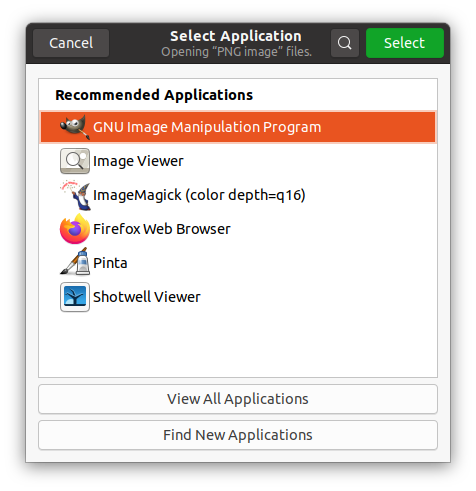 Cancel
Select Application
Opening “PNG image” files.
Select
Recommended Applications
GNU Image Manipulation Program
Image Viewer
ImageMagick (color depth=q16)
Firefox Web Browser
Pinta
Shotwell Viewer
View All Applications
Find New Applications